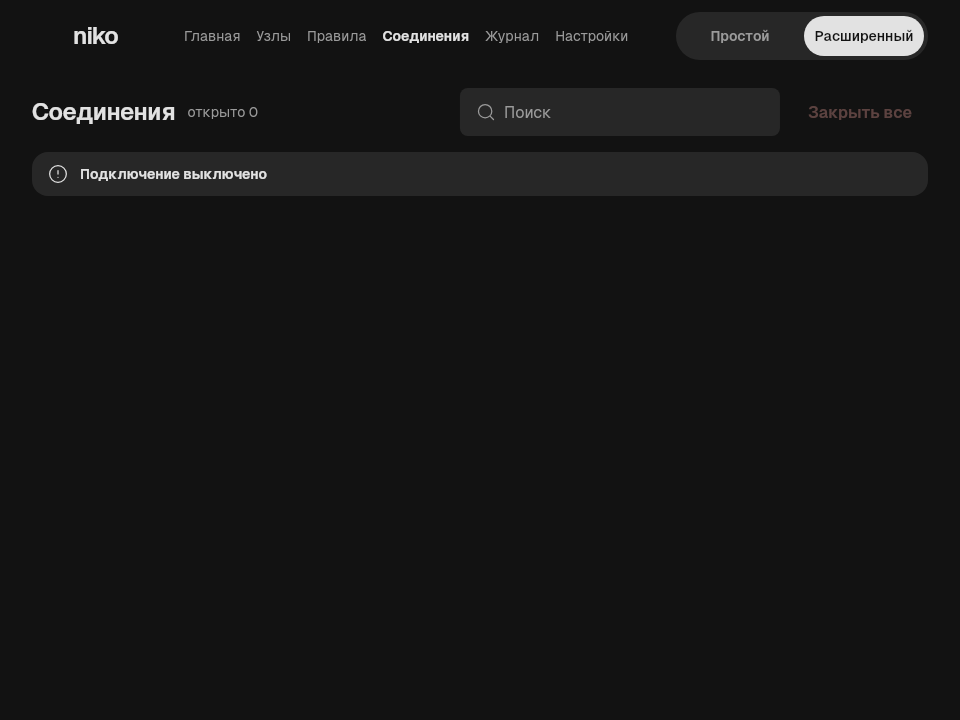 niko
Главная Узлы Правила Соединения Журнал Настройки
Простой Расширенный
Соединения открыто 0
Поиск
Закрыть все
Подключение выключено